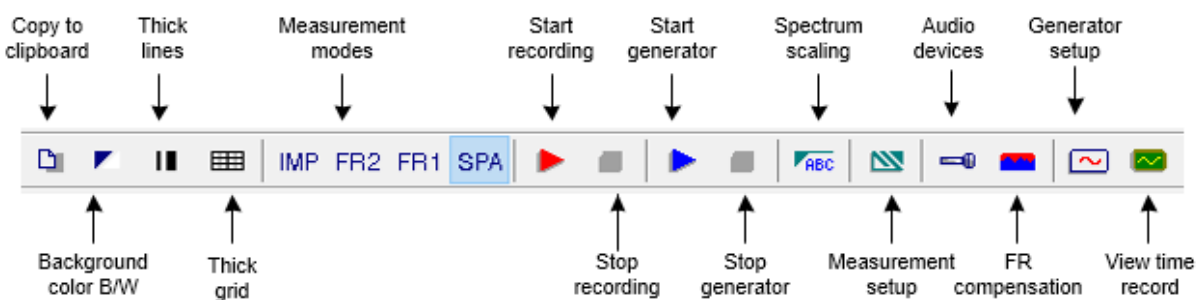 Copy to
clipboard
Thick
lines
Measurement
modes
Start
recording
Start
generator
Spectrum
scaling
Audio
devices
Generator
setup
IMP FR2 FR1 SPA ABC
Background
color B/W
Thick
grid
Stop
recording
Stop
generator
Measurement
setup
FR
compensation
View time
record